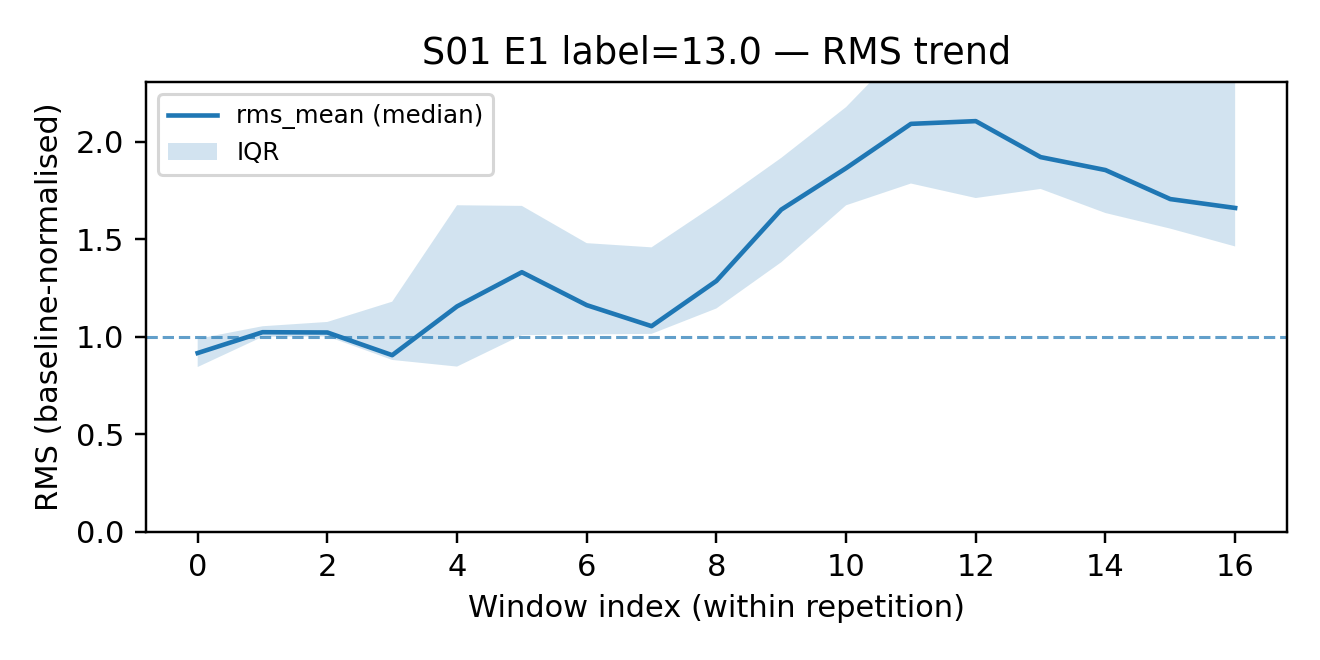 S01 E1 label=13.0 — RMS trend
rms_mean (median)
IQR
RMS (baseline-normalised)
2.0
1.5
1.0
0.5
0.0
0 2 4 6 8 10 12 14 16
Window index (within repetition)